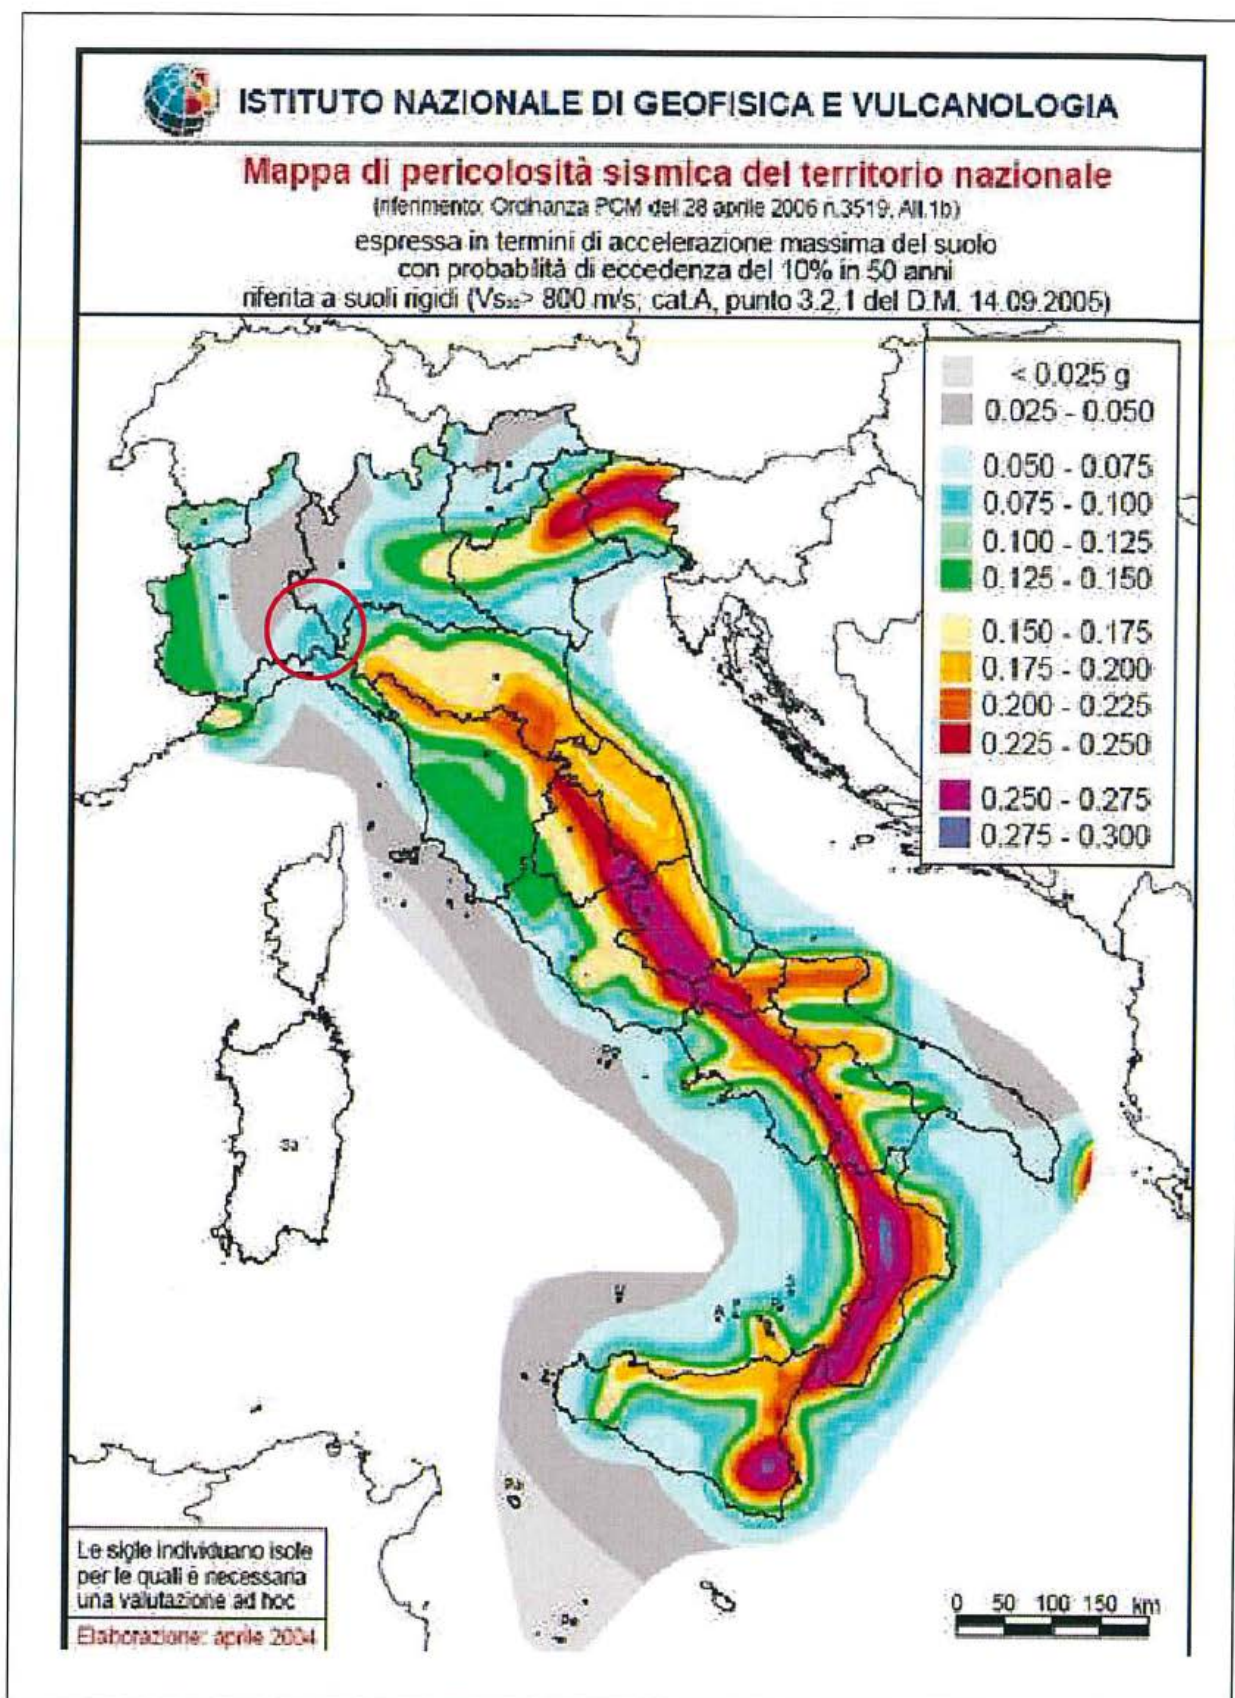 ISTITUTO NAZIONALE DI GEOFISICA E VULCANOLOGIA
Mappa di pericolosità sismica del territorio nazionale
(riferimento: Ordinanza PCM del 28 aprile 2006 n.3519, All.1b)
espressa in termini di accelerazione massima del suolo
con probabilità di eccedenza del 10% in 50 anni
riferita a suoli rigidi (Vs₃₀> 800 m/s; cat.A, punto 3.2.1 del D.M. 14.09.2005)
< 0.025 g
0.025 - 0.050
0.050 - 0.075
0.075 - 0.100
0.100 - 0.125
0.125 - 0.150
0.150 - 0.175
0.175 - 0.200
0.200 - 0.225
0.225 - 0.250
0.250 - 0.275
0.275 - 0.300
Sa
Le sigle individuano isole
per le quali è necessaria
una valutazione ad hoc
Elaborazione: aprile 2004
Pe
0 50 100 150 km